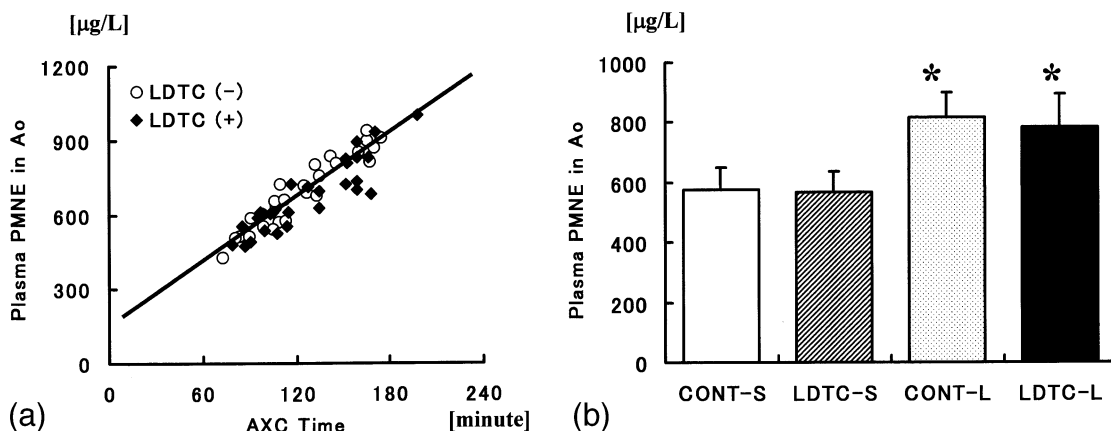 [µg/L]
1200
900
600
300
0
Plasma PMNE in Ao
LDTC (-)
LDTC (+)
0 60 120 180 240
(a) AXC Time [minute]
[µg/L]
1000
800
600
400
200
0
Plasma PMNE in Ao
* *
CONT-S LDTC-S CONT-L LDTC-L
(b)